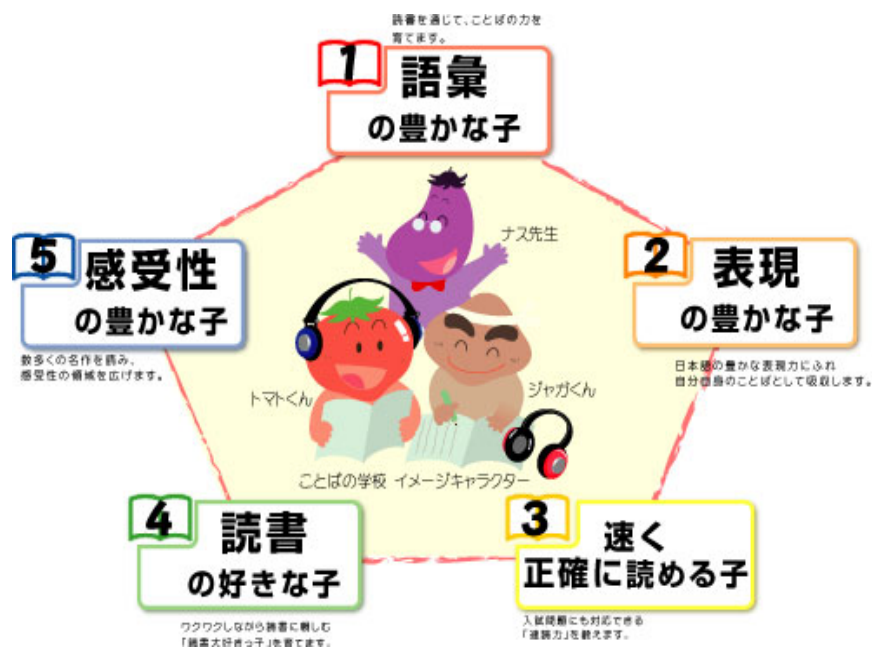 読書を通じて、ことばの力を
育てます。
1
語彙
の豊かな子
ナス先生
2
表現
の豊かな子
日本語の豊かな表現力にふれ
自分自身のことばとして吸収します。
5
感受性
の豊かな子
数多くの名作を読み、
感受性の領域を広げます。
トマトくん
ジャガくん
ことばの学校 イメージキャラクター
3
速く
正確に読める子
入試問題にも対応できる
「速読力」を鍛えます。
4
読書
の好きな子
ワクワクしながら読書に親しむ
「読書大好きっ子」を育てます。